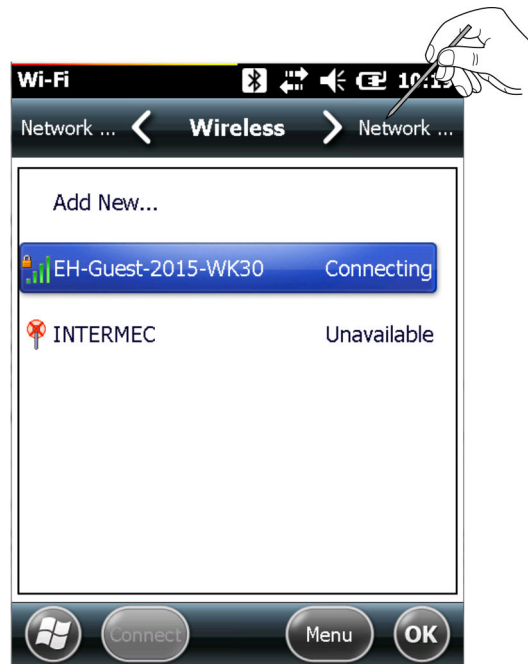 Wi-Fi
Network ... Wireless Network ...
Add New...
EH-Guest-2015-WK30 Connecting
INTERMEC Unavailable
Connect Menu OK